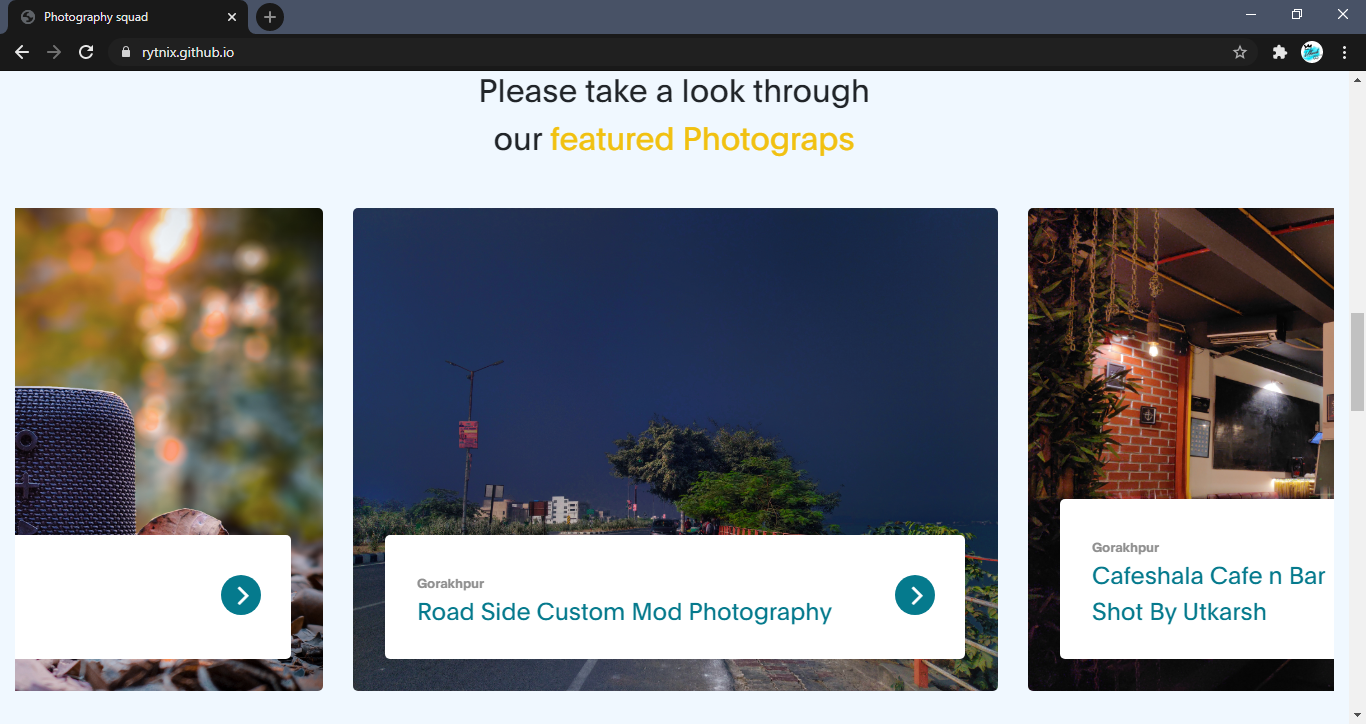 Photography squad
rytnix.github.io
Please take a look through
our featured Photograps
Gorakhpur
Road Side Custom Mod Photography
Gorakhpur
Cafeshala Cafe n Bar
Shot By Utkarsh